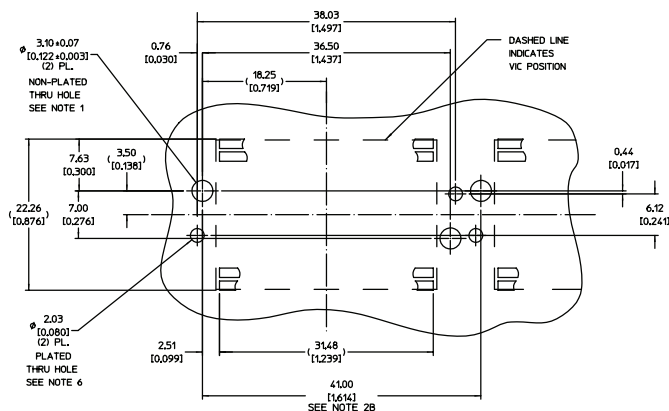 38.03
[1.497]
ø 3.10±0.07
[0.122±0.003]
(2) PL.
NON-PLATED
THRU HOLE
SEE NOTE 1
0.76
[0.030]
36.50
[1.437]
DASHED LINE
INDICATES
VIC POSITION
( 18.25
[0.719] )
7.63
[0.300]
( 3.50
[0.138] )
0.44
[0.017]
( 22.26
[0.876] )
7.00
[0.276]
6.12
[0.241]
ø 2.03
[0.080]
(2) PL.
PLATED
THRU HOLE
SEE NOTE 6
2.51
[0.099]
( 31.48
[1.239] )
41.00
[1.614]
SEE NOTE 2B